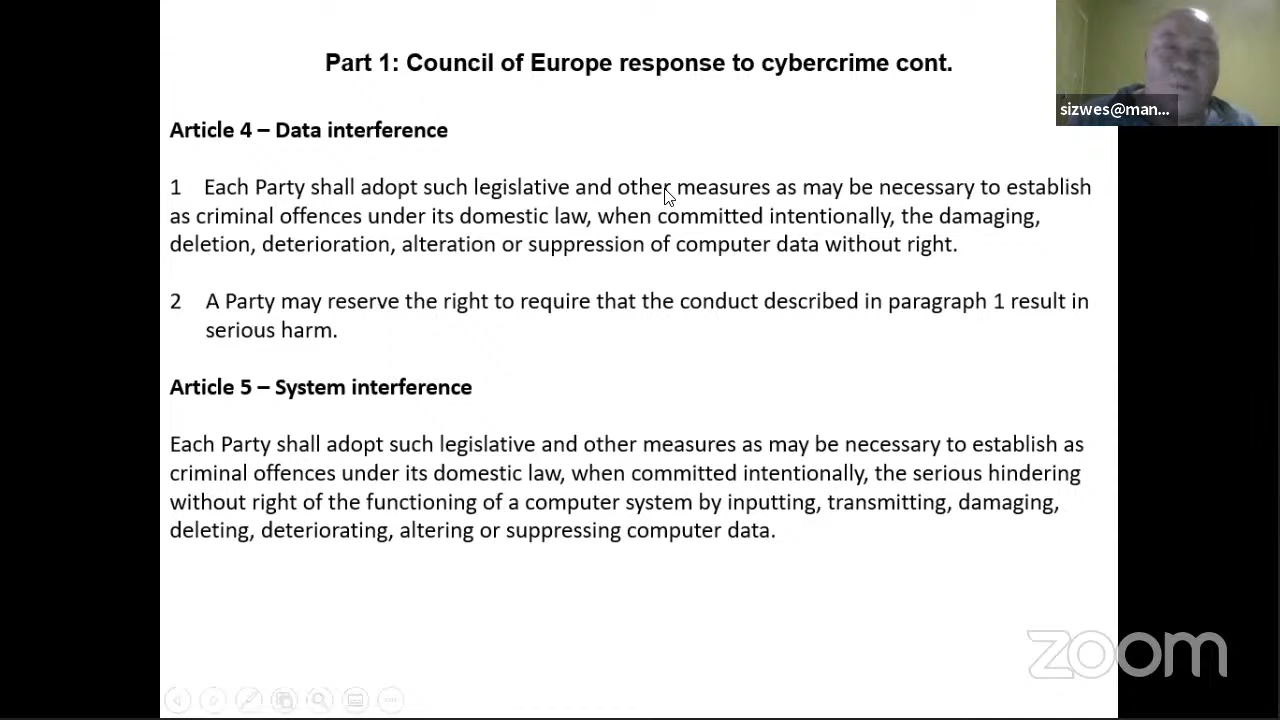 Part 1: Council of Europe response to cybercrime cont.
sizwes@man...
Article 4 – Data interference
1 Each Party shall adopt such legislative and other measures as may be necessary to establish
as criminal offences under its domestic law, when committed intentionally, the damaging,
deletion, deterioration, alteration or suppression of computer data without right.
2 A Party may reserve the right to require that the conduct described in paragraph 1 result in
serious harm.
Article 5 – System interference
Each Party shall adopt such legislative and other measures as may be necessary to establish as
criminal offences under its domestic law, when committed intentionally, the serious hindering
without right of the functioning of a computer system by inputting, transmitting, damaging,
deleting, deteriorating, altering or suppressing computer data.
zoom